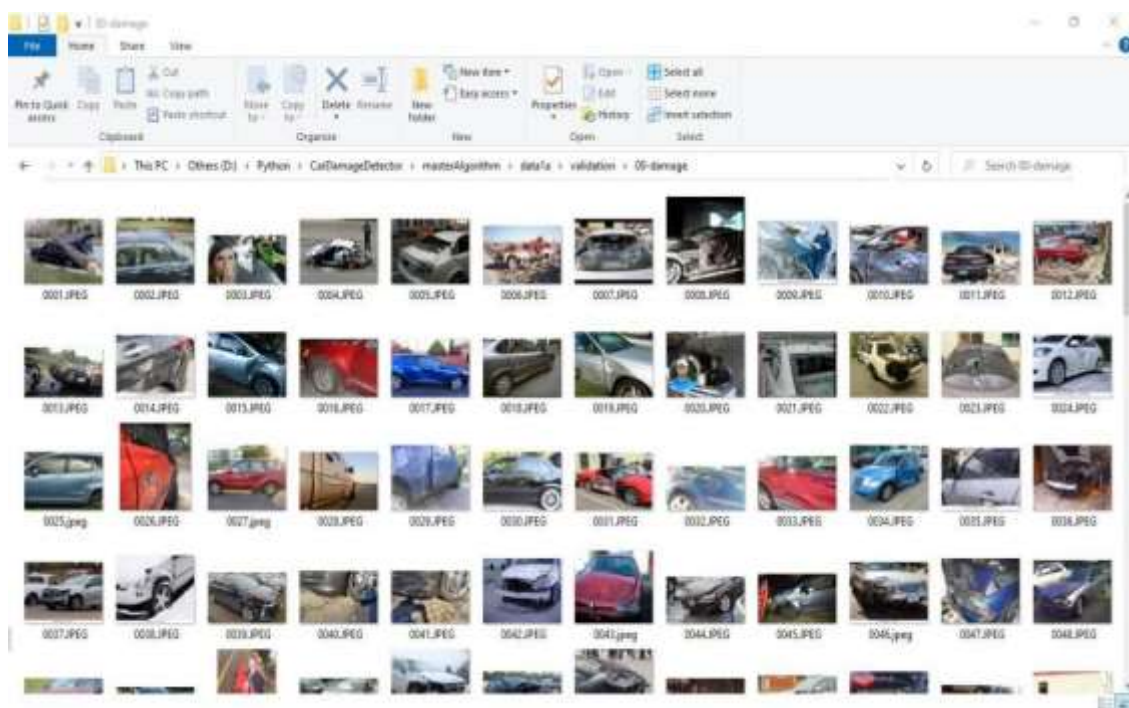 00-damage
File Home Share View
Pin to Quick access
Copy
Paste
Cut
Copy path
Paste shortcut
Move to
Copy to
Delete
Rename
New folder
New item
Easy access
Properties
Open
Edit
History
Select all
Select none
Invert selection
Clipboard Organize New Open Select
This PC Others (D:) Python CarDamageDetector masterAlgorithm data1a validation 00-damage
Search 00-damage
0001.JPEG 0002.JPEG 0003.JPEG 0004.JPEG 0005.JPEG 0006.JPEG 0007.JPEG 0008.JPEG 0009.JPEG 0010.JPEG 0011.JPEG 0012.JPEG
0013.JPEG 0014.JPEG 0015.JPEG 0016.JPEG 0017.JPEG 0018.JPEG 0019.JPEG 0020.JPEG 0021.JPEG 0022.JPEG 0023.JPEG 0024.JPEG
0025.jpeg 0026.JPEG 0027.jpeg 0028.JPEG 0029.JPEG 0030.JPEG 0031.JPEG 0032.JPEG 0033.JPEG 0034.JPEG 0035.JPEG 0036.JPEG
0037.JPEG 0038.JPEG 0039.JPEG 0040.JPEG 0041.JPEG 0042.JPEG 0043.jpeg 0044.JPEG 0045.JPEG 0046.jpeg 0047.JPEG 0048.JPEG